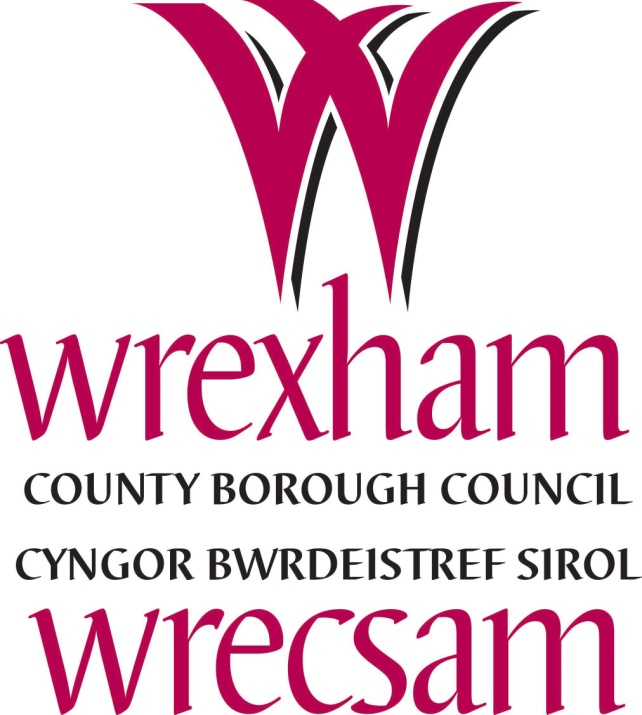 wrexham
COUNTY BOROUGH COUNCIL
CYNGOR BWRDEISTREF SIROL
wrecsam